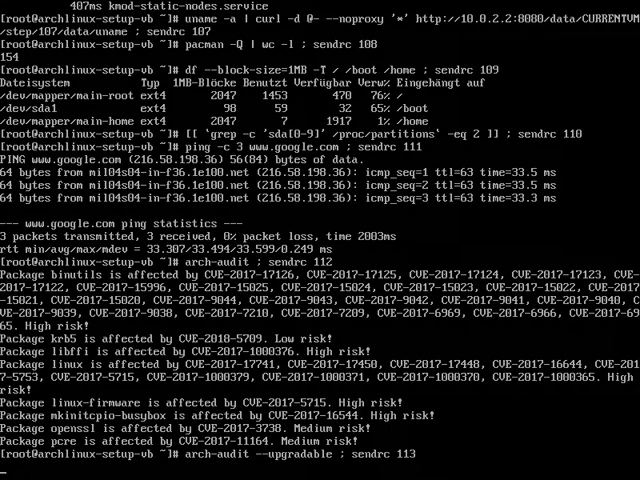 407ms kmod-static-nodes.service
[root@archlinux-setup-vb ~]# uname -a | curl -d @- --noproxy '*' http://10.0.2.2:8080/data/CURRENTVM
/step/107/data/uname ; sendrc 107
[root@archlinux-setup-vb ~]# pacman -Q | wc -l ; sendrc 108
154
[root@archlinux-setup-vb ~]# df --block-size=1MB -T / /boot /home ; sendrc 109
Dateisystem Typ 1MB-Blöcke Benutzt Verfügbar Verw% Eingehängt auf
/dev/mapper/main-root ext4 2047 1453 470 76% /
/dev/sda1 ext4 98 59 32 65% /boot
/dev/mapper/main-home ext4 2047 7 1917 1% /home
[root@archlinux-setup-vb ~]# [[ `grep -c 'sda[0-9]' /proc/partitions` -eq 2 ]] ; sendrc 110
[root@archlinux-setup-vb ~]# ping -c 3 www.google.com ; sendrc 111
PING www.google.com (216.58.198.36) 56(84) bytes of data.
64 bytes from mil04s04-in-f36.1e100.net (216.58.198.36): icmp_seq=1 ttl=63 time=33.5 ms
64 bytes from mil04s04-in-f36.1e100.net (216.58.198.36): icmp_seq=2 ttl=63 time=33.5 ms
64 bytes from mil04s04-in-f36.1e100.net (216.58.198.36): icmp_seq=3 ttl=63 time=33.3 ms
--- www.google.com ping statistics ---
3 packets transmitted, 3 received, 0% packet loss, time 2003ms
rtt min/avg/max/mdev = 33.307/33.494/33.599/0.249 ms
[root@archlinux-setup-vb ~]# arch-audit ; sendrc 112
Package binutils is affected by CVE-2017-17126, CVE-2017-17125, CVE-2017-17124, CVE-2017-17123, CVE-
2017-17122, CVE-2017-15996, CVE-2017-15025, CVE-2017-15024, CVE-2017-15023, CVE-2017-15022, CVE-2017
-15021, CVE-2017-15020, CVE-2017-9044, CVE-2017-9043, CVE-2017-9042, CVE-2017-9041, CVE-2017-9040, C
VE-2017-9039, CVE-2017-9038, CVE-2017-7210, CVE-2017-7209, CVE-2017-6969, CVE-2017-6966, CVE-2017-69
65. High risk!
Package krb5 is affected by CVE-2018-5709. Low risk!
Package libffi is affected by CVE-2017-1000376. High risk!
Package linux is affected by CVE-2017-17741, CVE-2017-17450, CVE-2017-17448, CVE-2017-16644, CVE-201
7-5753, CVE-2017-5715, CVE-2017-1000379, CVE-2017-1000371, CVE-2017-1000370, CVE-2017-1000365. High
risk!
Package linux-firmware is affected by CVE-2017-5715. High risk!
Package mkinitcpio-busybox is affected by CVE-2017-16544. High risk!
Package openssl is affected by CVE-2017-3738. Medium risk!
Package pcre is affected by CVE-2017-11164. Medium risk!
[root@archlinux-setup-vb ~]# arch-audit --upgradable ; sendrc 113